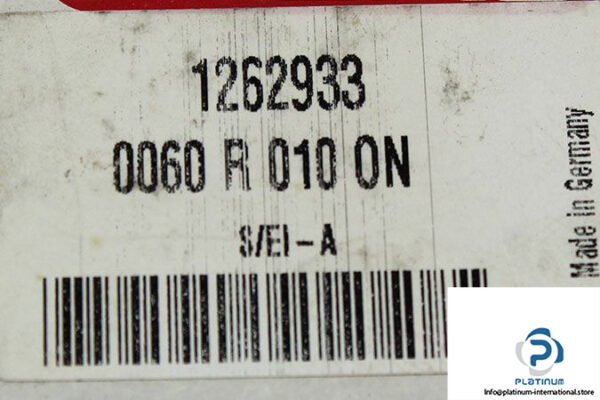 1262933
0060 R 010 ON
S/EI-A
Made in Germany
PLATINUM
Info@platinum-international.store